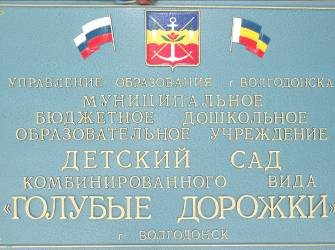 УПРАВЛЕНИЕ ОБРАЗОВАНИЯ г. ВОЛГОДОНСКА
МУНИЦИПАЛЬНОЕ
БЮДЖЕТНОЕ ДОШКОЛЬНОЕ
ОБРАЗОВАТЕЛЬНОЕ УЧРЕЖДЕНИЕ
ДЕТСКИЙ САД
КОМБИНИРОВАННОГО ВИДА
«ГОЛУБЫЕ ДОРОЖКИ»
г. ВОЛГОДОНСК